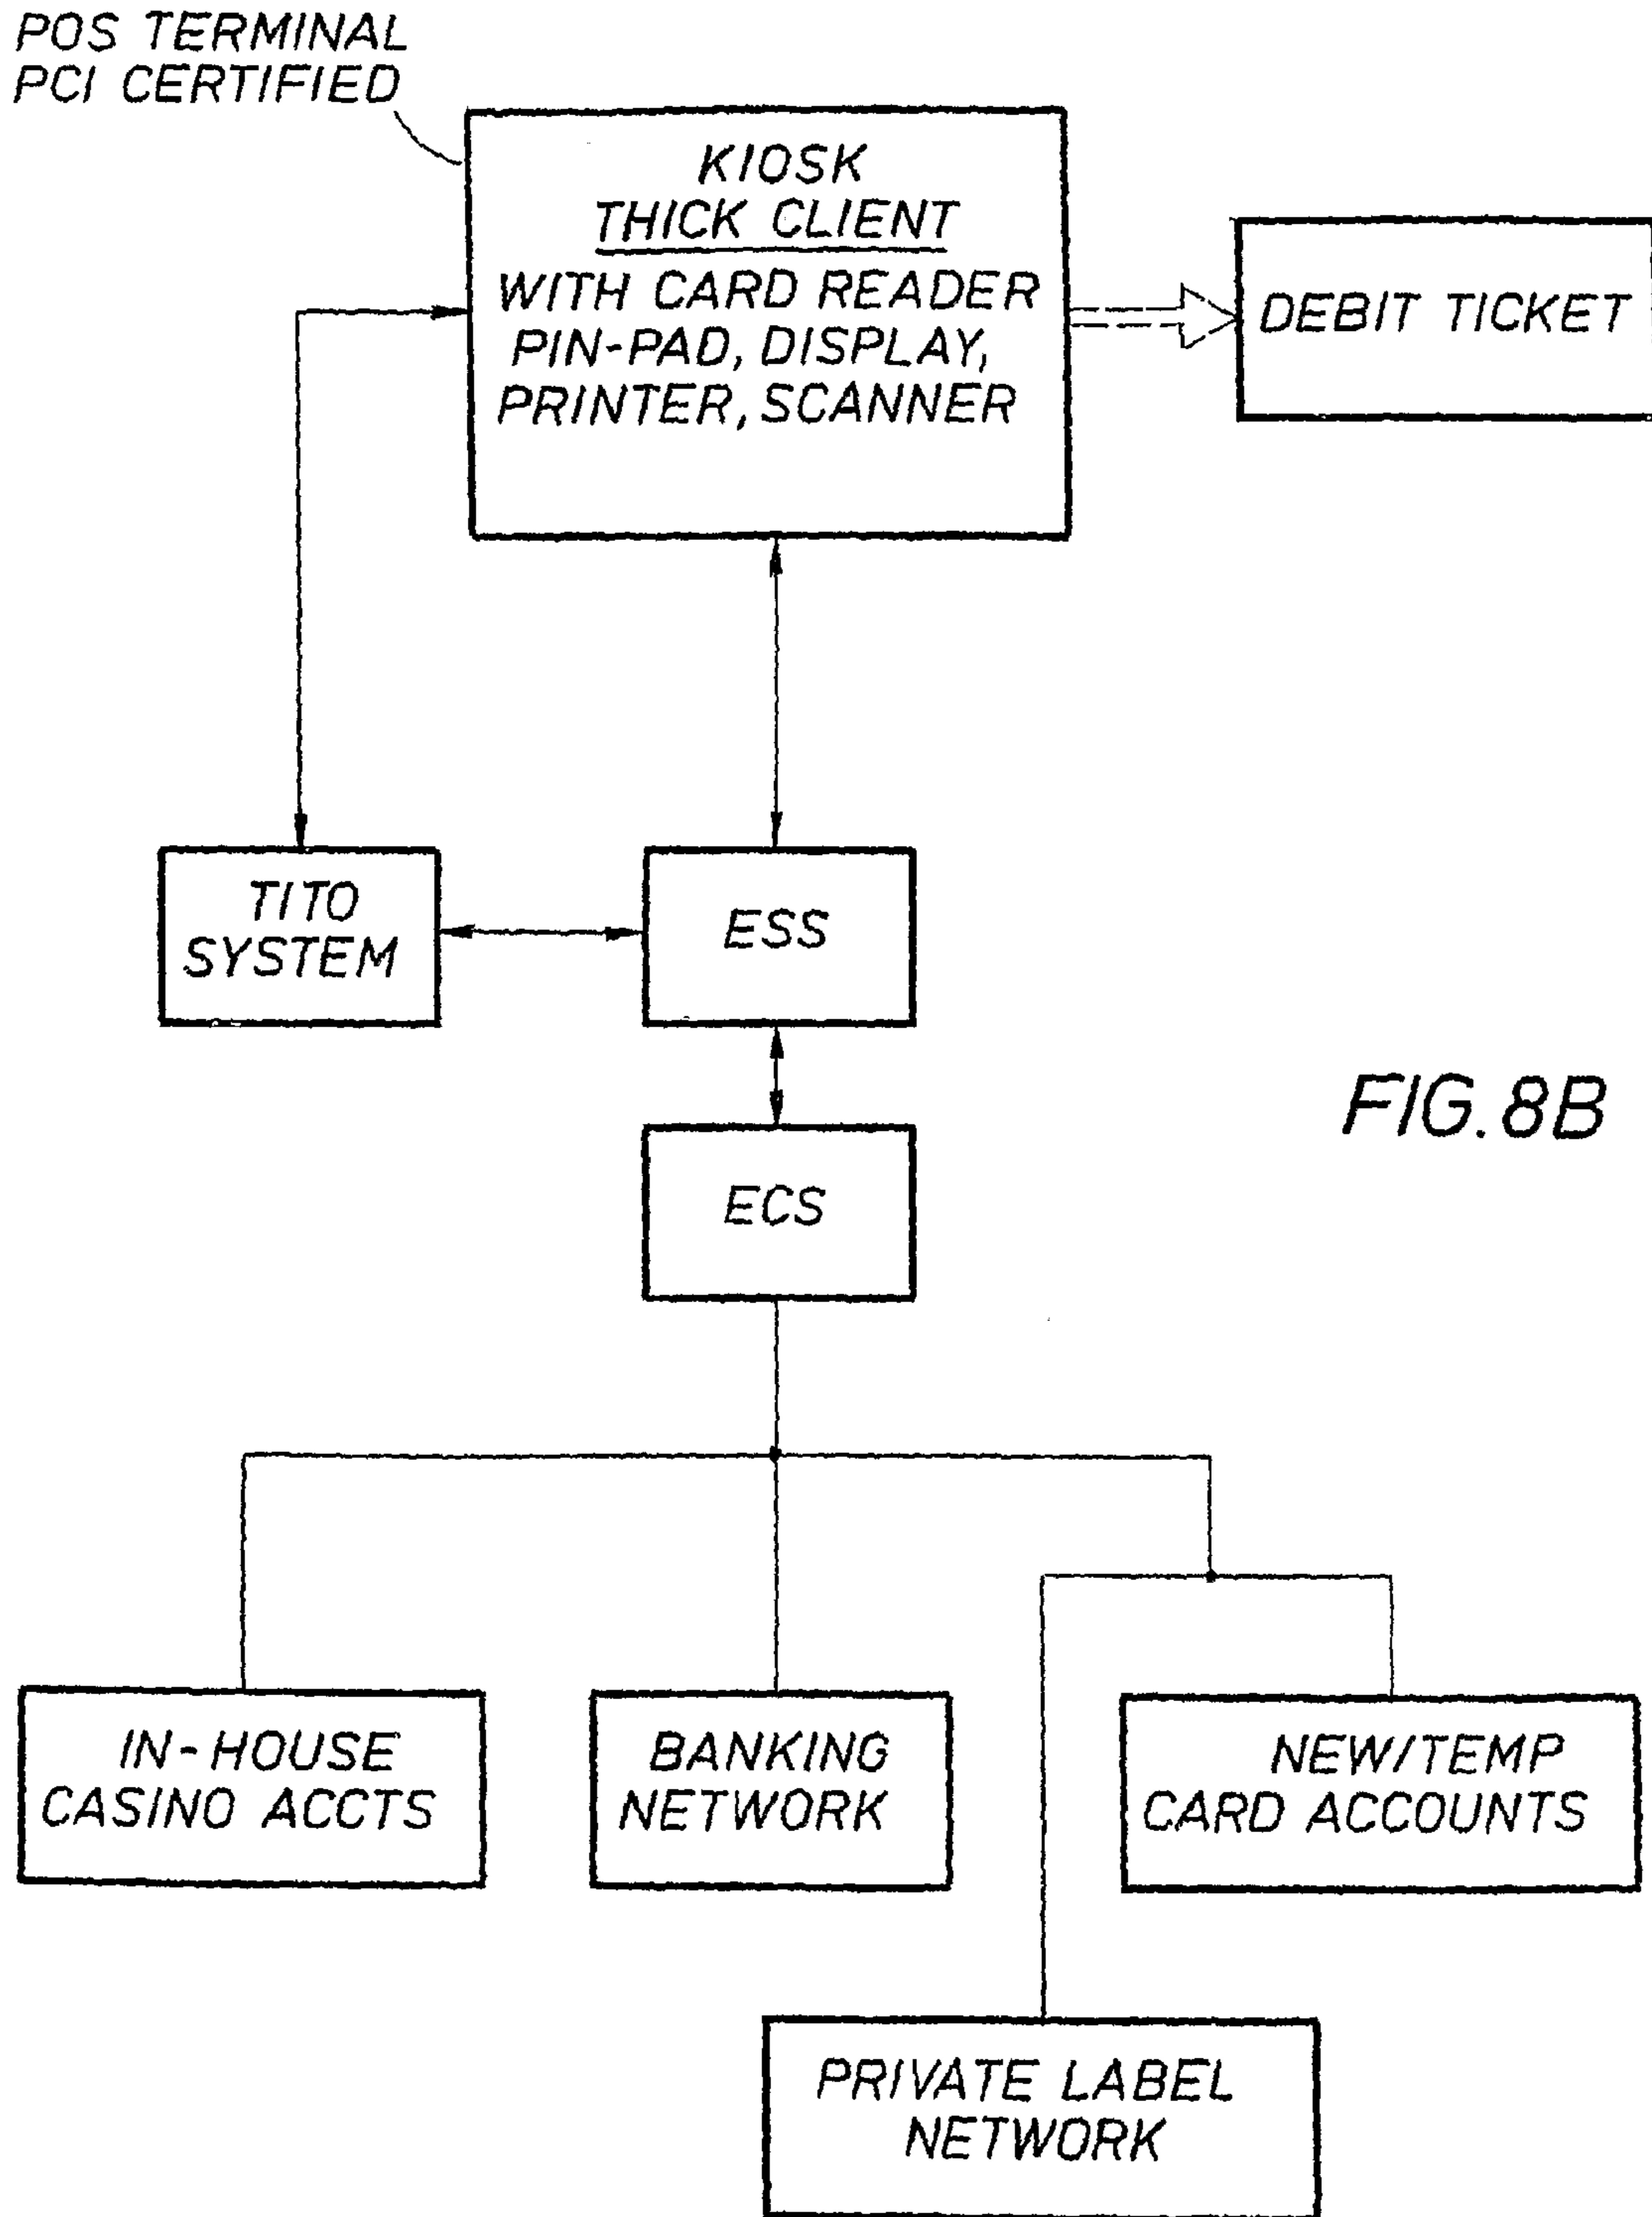 POS TERMINAL
PCI CERTIFIED
KIOSK
THICK CLIENT
WITH CARD READER
PIN-PAD, DISPLAY,
PRINTER, SCANNER
DEBIT TICKET
TITO
SYSTEM
ESS
FIG. 8B
ECS
IN-HOUSE
CASINO ACCTS
BANKING
NETWORK
NEW/TEMP
CARD ACCOUNTS
PRIVATE LABEL
NETWORK